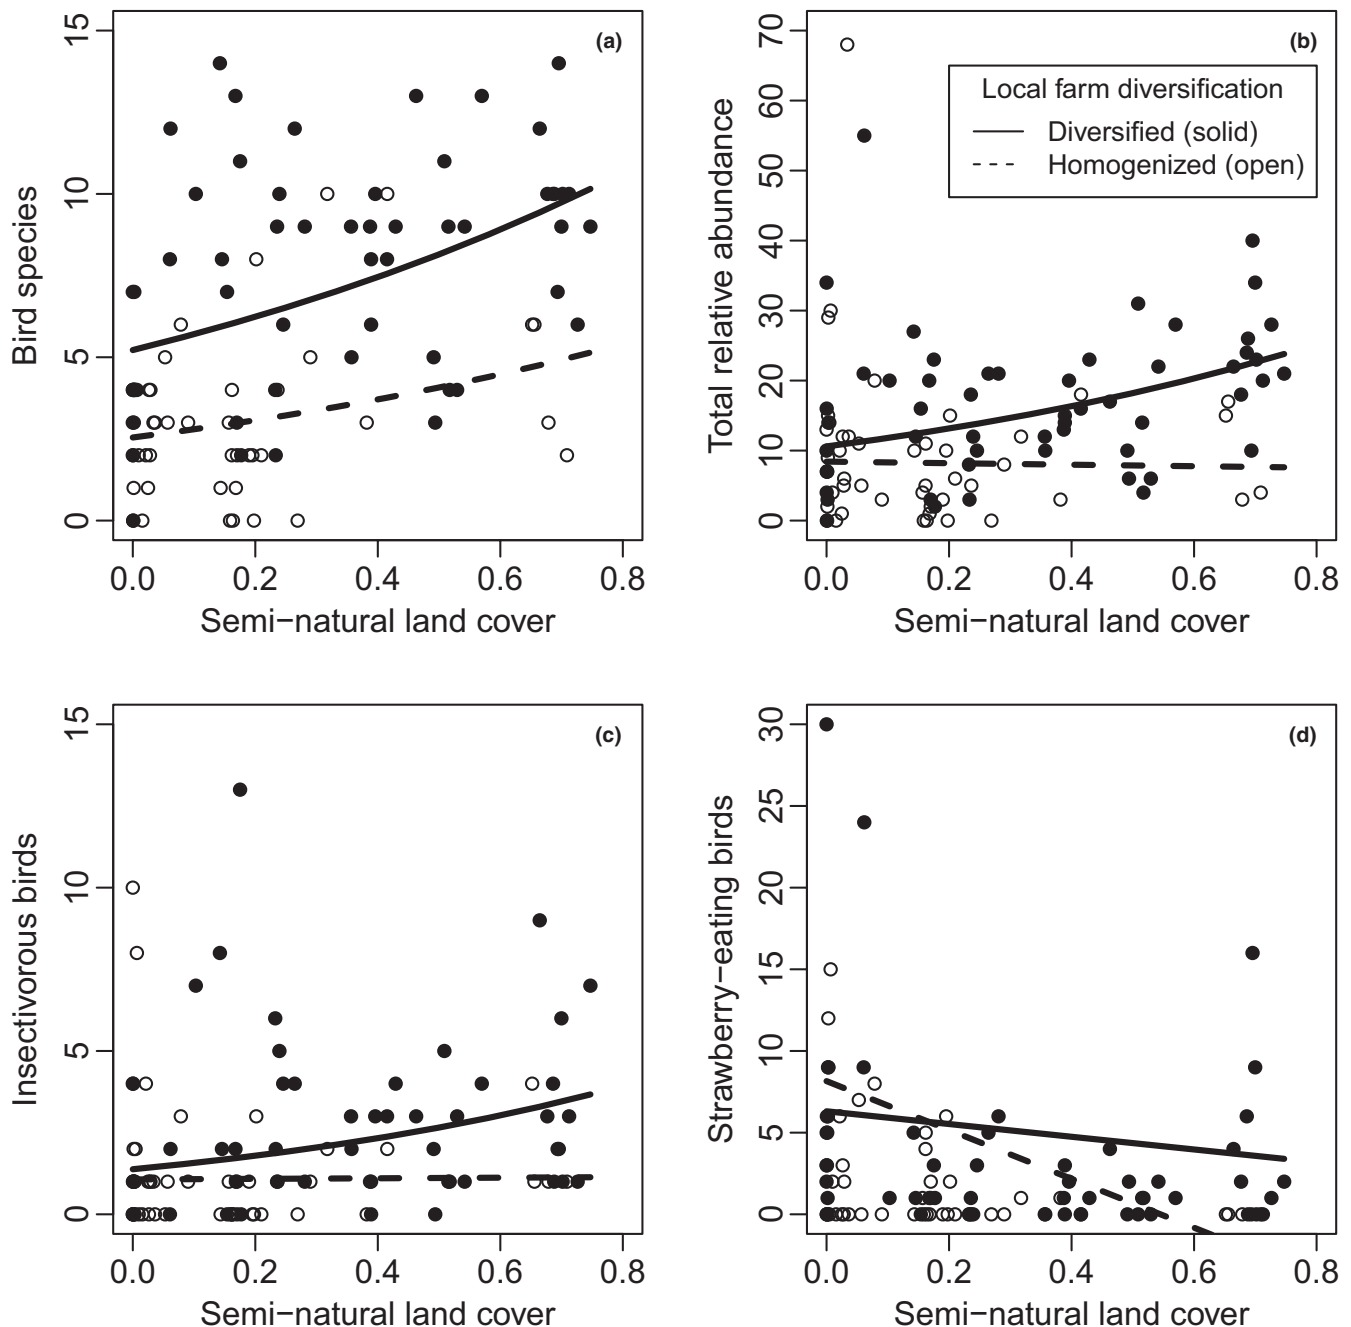 (a)
15
10
5
0
Bird species
0.0 0.2 0.4 0.6 0.8
Semi−natural land cover
(b)
70
60
50
40
30
20
10
0
Total relative abundance
Local farm diversification
Diversified (solid)
Homogenized (open)
0.0 0.2 0.4 0.6 0.8
Semi−natural land cover
(c)
15
10
5
0
Insectivorous birds
0.0 0.2 0.4 0.6 0.8
Semi−natural land cover
(d)
30
25
20
15
10
5
0
Strawberry−eating birds
0.0 0.2 0.4 0.6 0.8
Semi−natural land cover